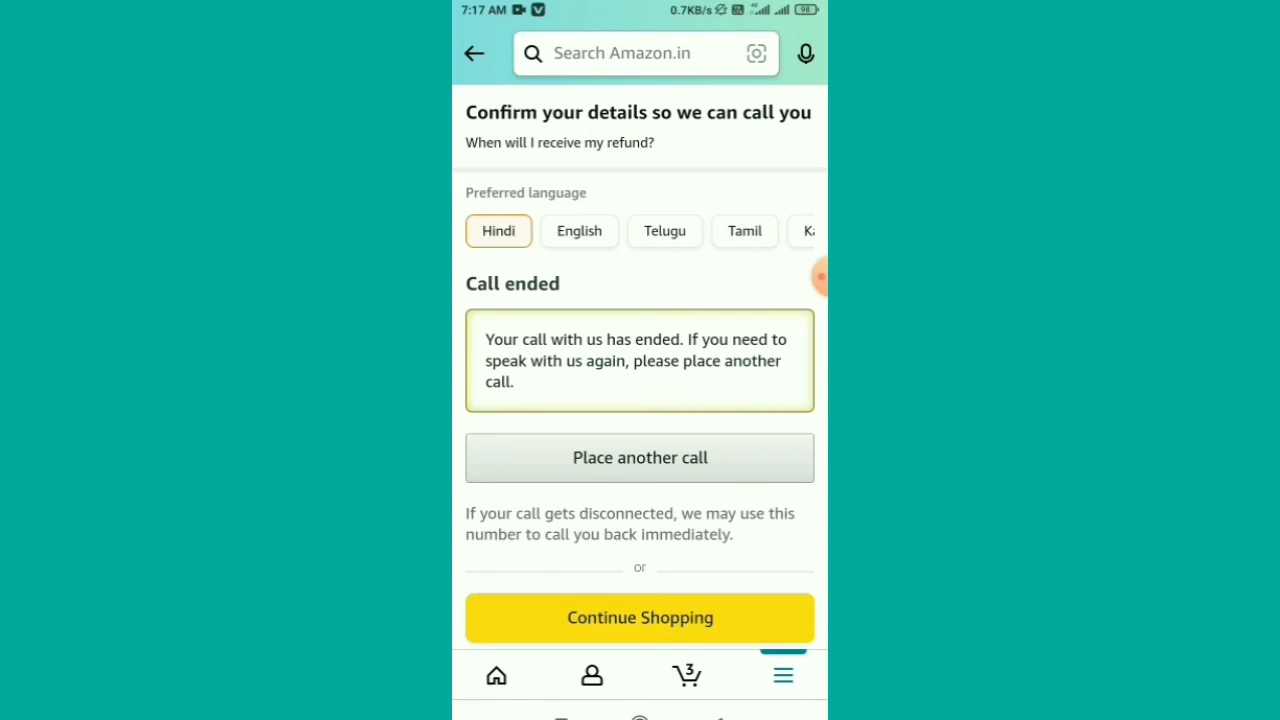 7:17 AM 0.7KB/s 4G 98
Search Amazon.in
Confirm your details so we can call you
When will I receive my refund?
Preferred language
Hindi English Telugu Tamil
Call ended
Your call with us has ended. If you need to
speak with us again, please place another
call.
Place another call
If your call gets disconnected, we may use this
number to call you back immediately.
or
Continue Shopping
3